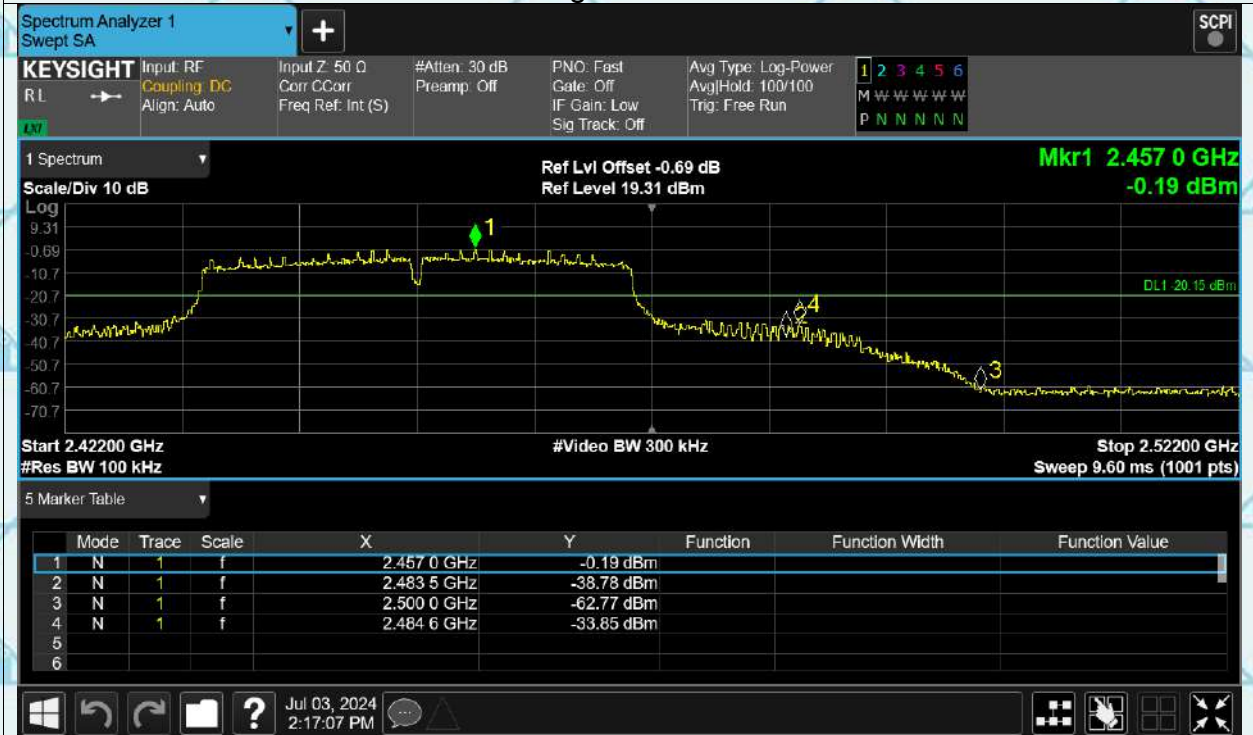 Spectrum Analyzer 1
Swept SA
+
SCPI
KEYSIGHT
RL
LXI
Input: RF
Coupling: DC
Align: Auto
Input Z: 50 Ω
Corr CCorr
Freq Ref: Int (S)
#Atten: 30 dB
Preamp: Off
PNO: Fast
Gate: Off
IF Gain: Low
Sig Track: Off
Avg Type: Log-Power
Avg|Hold: 100/100
Trig: Free Run
1 2 3 4 5 6
M W W W W W
P N N N N N N
1 Spectrum
Scale/Div 10 dB
Ref Lvl Offset -0.69 dB
Ref Level 19.31 dBm
Mkr1 2.457 0 GHz
-0.19 dBm
Log
9.31
-0.69
-10.7
-20.7
-30.7
-40.7
-50.7
-60.7
-70.7
1
DL1 -20.15 dBm
4
2
3
Start 2.42200 GHz
#Video BW 300 kHz
Stop 2.52200 GHz
#Res BW 100 kHz
Sweep 9.60 ms (1001 pts)
5 Marker Table
Mode Trace Scale X Y Function Function Width Function Value
1 N 1 f 2.457 0 GHz -0.19 dBm
2 N 1 f 2.483 5 GHz -38.78 dBm
3 N 1 f 2.500 0 GHz -62.77 dBm
4 N 1 f 2.484 6 GHz -33.85 dBm
5
6
?
Jul 03, 2024
2:17:07 PM